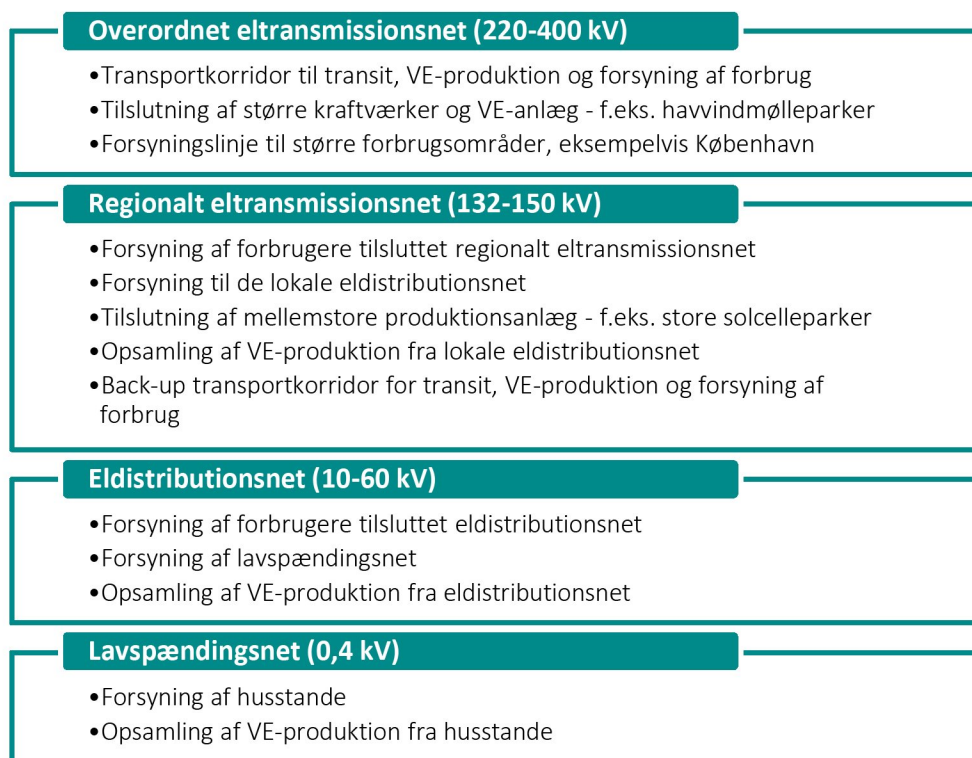 Overordnet eltransmissionsnet (220-400 kV)
•Transportkorridor til transit, VE-produktion og forsyning af forbrug
•Tilslutning af større kraftværker og VE-anlæg - f.eks. havvindmølleparker
•Forsyningslinje til større forbrugsområder, eksempelvis København
Regionalt eltransmissionsnet (132-150 kV)
•Forsyning af forbrugere tilsluttet regionalt eltransmissionsnet
•Forsyning til de lokale eldistributionsnet
•Tilslutning af mellemstore produktionsanlæg - f.eks. store solcelleparker
•Opsamling af VE-produktion fra lokale eldistributionsnet
•Back-up transportkorridor for transit, VE-produktion og forsyning af
forbrug
Eldistributionsnet (10-60 kV)
•Forsyning af forbrugere tilsluttet eldistributionsnet
•Forsyning af lavspændingsnet
•Opsamling af VE-produktion fra eldistributionsnet
Lavspændingsnet (0,4 kV)
•Forsyning af husstande
•Opsamling af VE-produktion fra husstande